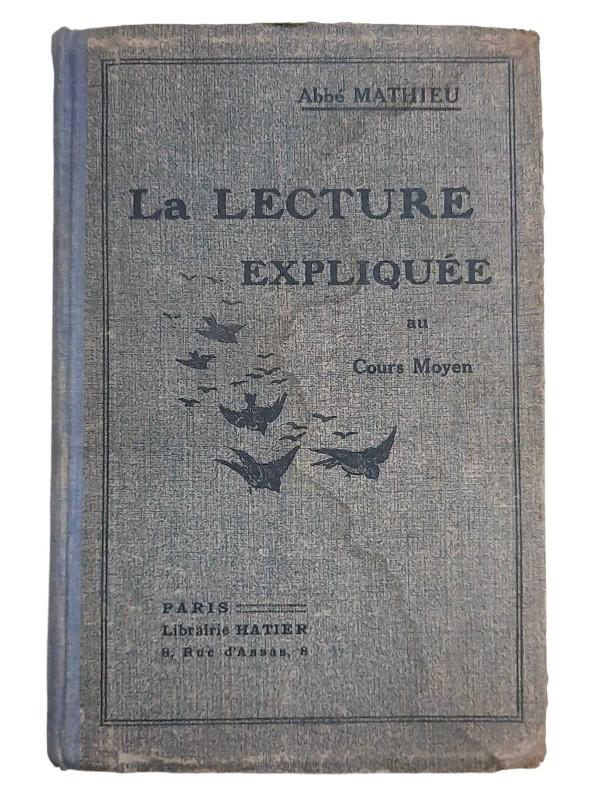 Abbé MATHIEU
La LECTURE
EXPLIQUÉE
au
Cours Moyen
PARIS
Librairie HATIER
8, Rue d'Assas, 8